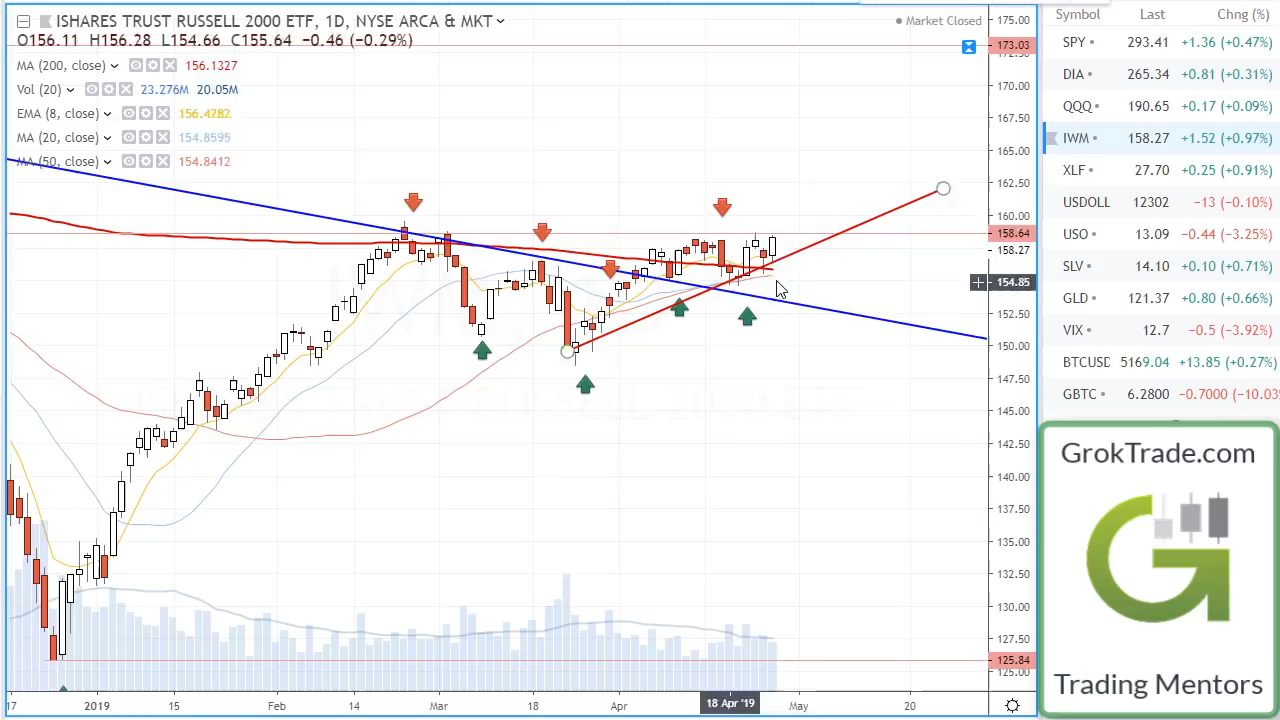 ISHARES TRUST RUSSELL 2000 ETF, 1D, NYSE ARCA & MKT
Market Closed
O156.11 H156.28 L154.66 C155.64 −0.46 (−0.29%)
MA (200, close) 156.1327
Vol (20) 23.276M 20.05M
EMA (8, close) 156.4282
MA (20, close) 154.8595
MA (50, close) 154.8412
175.00
173.03
170.00
167.50
165.00
162.50
160.00
158.64
158.27
154.85
152.50
150.00
147.50
145.00
142.50
140.00
137.50
135.00
132.50
130.00
127.50
125.84
125.00
17 2019 15 Feb 14 Mar 18 Apr 18 Apr '19 May 20
Symbol Last Chng (%)
SPY 293.41 +1.36 (+0.47%)
DIA 265.34 +0.81 (+0.31%)
QQQ 190.65 +0.17 (+0.09%)
IWM 158.27 +1.52 (+0.97%)
XLF 27.70 +0.25 (+0.91%)
USDOLL 12302 −13 (−0.10%)
USO 13.09 −0.44 (−3.25%)
SLV 14.10 +0.10 (+0.71%)
GLD 121.37 +0.80 (+0.66%)
VIX 12.7 −0.5 (−3.92%)
BTCUSD 5169.04 +13.85 (+0.27%)
GBTC 6.2800 −0.7000 (−10.03
GrokTrade.com
Trading Mentors